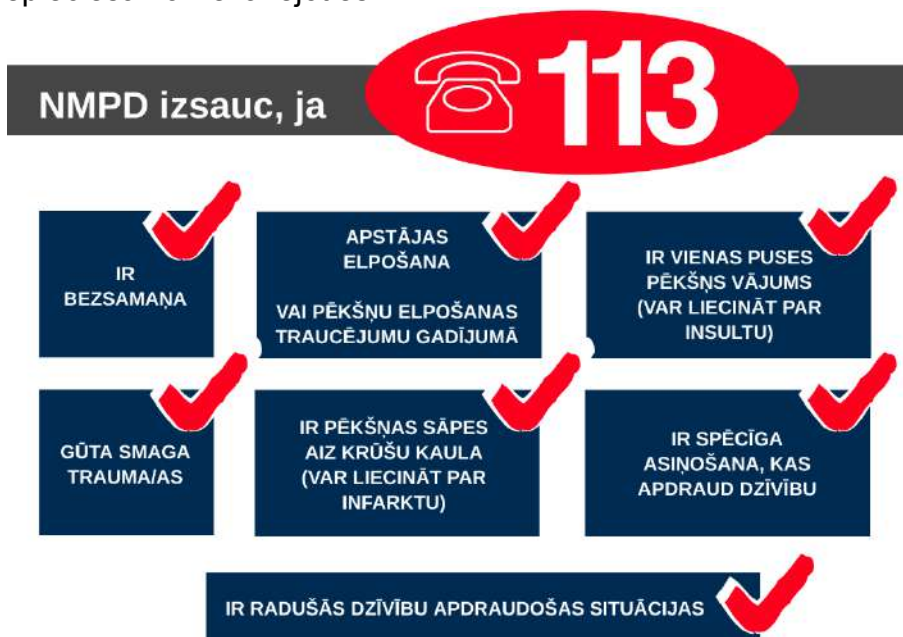 NMPD izsauc, ja
113
IR
BEZSAMAŅA
APSTĀJAS
ELPOŠANA
VAI PĒKŠŅU ELPOŠANAS
TRAUCĒJUMU GADĪJUMĀ
IR VIENAS PUSES
PĒKŠŅS VĀJUMS
(VAR LIECINĀT PAR
INSULTU)
GŪTA SMAGA
TRAUMA/AS
IR PĒKŠŅAS SĀPES
AIZ KRŪŠU KAULA
(VAR LIECINĀT PAR
INFARKTU)
IR SPĒCĪGA
ASIŅOŠANA, KAS
APDRAUD DZĪVĪBU
IR RADUŠĀS DZĪVĪBU APDRAUDOŠAS SITUĀCIJAS